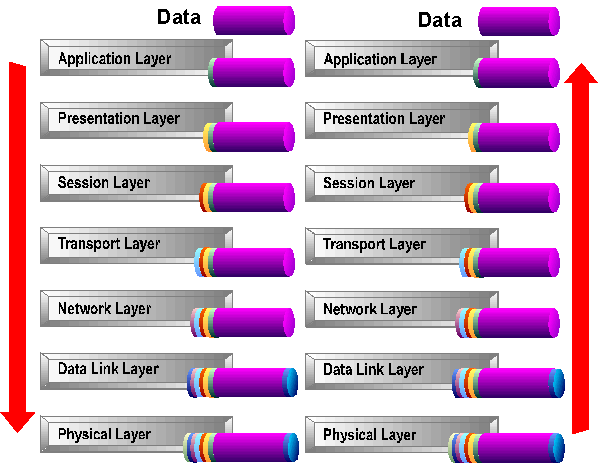 Data
Data
Application Layer
Application Layer
Presentation Layer
Presentation Layer
Session Layer
Session Layer
Transport Layer
Transport Layer
Network Layer
Network Layer
Data Link Layer
Data Link Layer
Physical Layer
Physical Layer